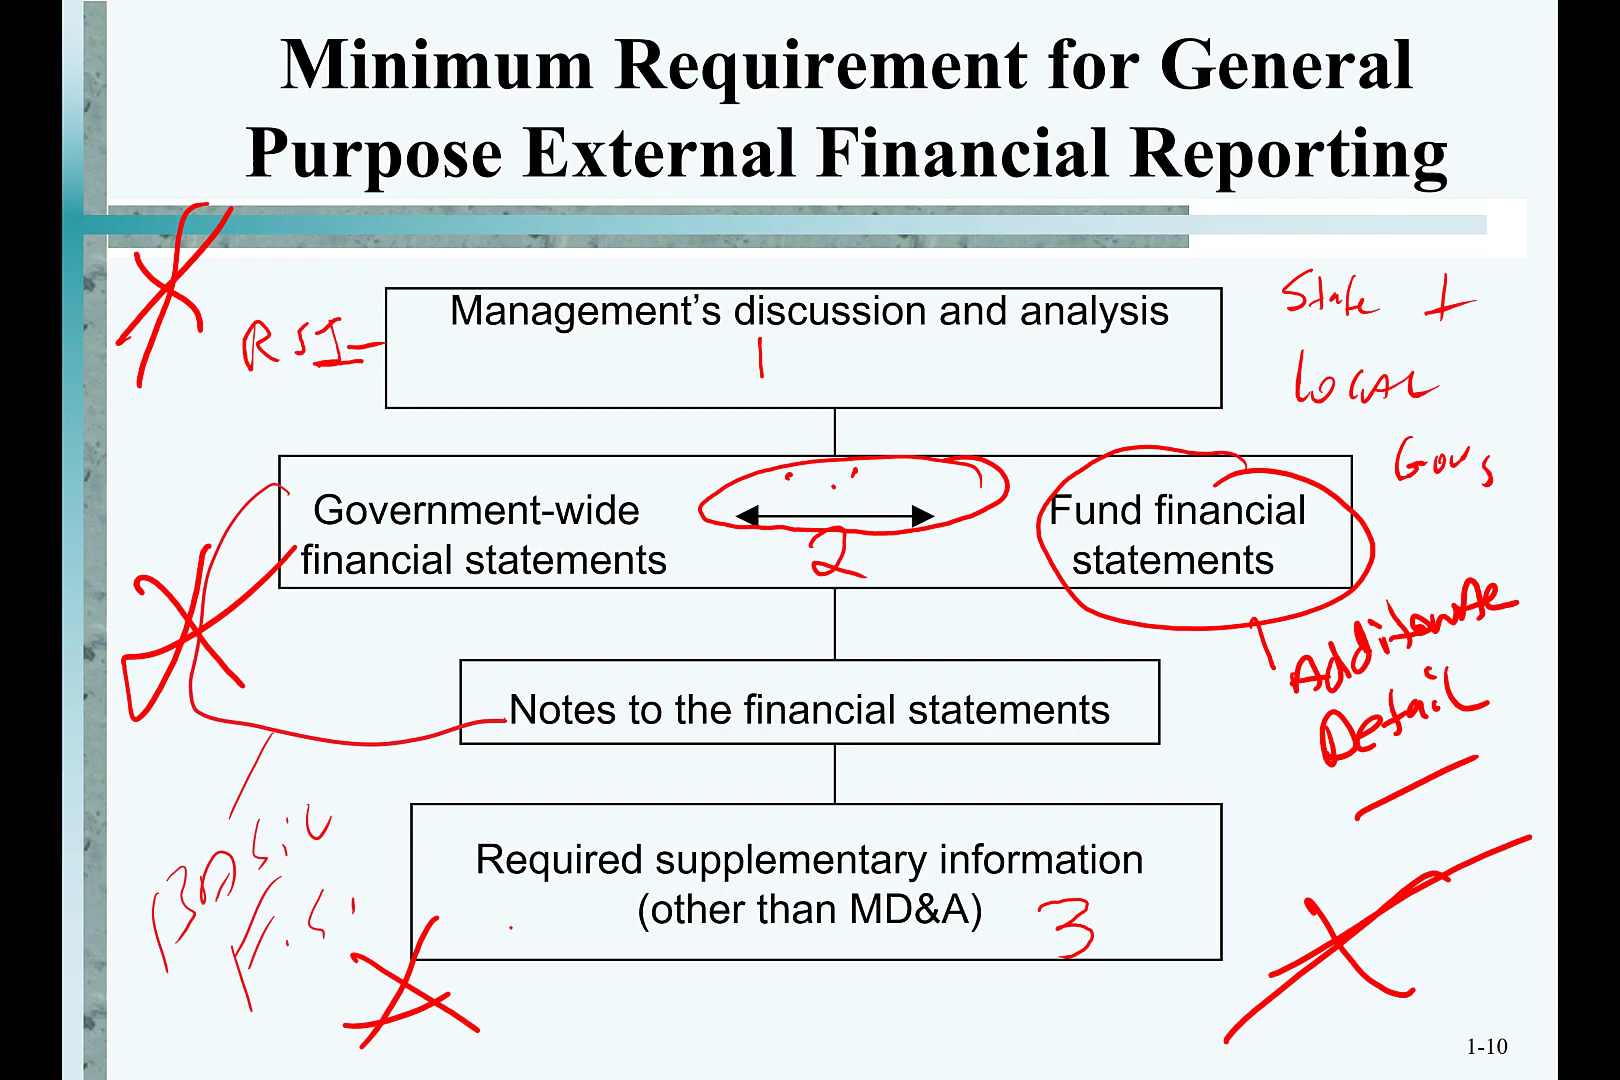 Minimum Requirement for General
Purpose External Financial Reporting
RSI
Management’s discussion and analysis
1
State +
LOCAL
Govs
Government-wide
financial statements
2
Fund financial
statements
Additional
Detail
Notes to the financial statements
BASIC
F.S.
Required supplementary information
(other than MD&A)
3
1-10